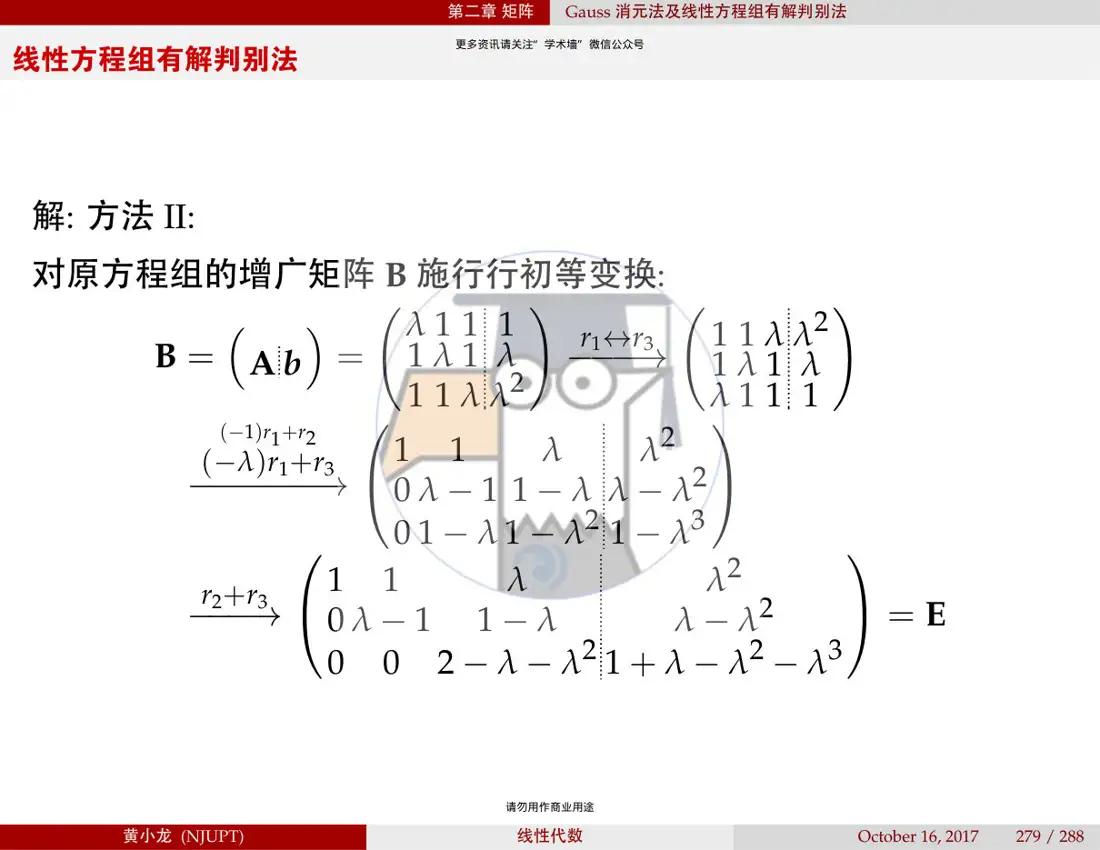 第二章 矩阵 Gauss 消元法及线性方程组有解判别法
更多资讯请关注“学术墙”微信公众号
线性方程组有解判别法
解: 方法 II:
对原方程组的增广矩阵 B 施行行初等变换:
B = (A⋮b) = ( λ 1 1 ⋮ 1 r₁↔r₃ ( 1 1 λ ⋮ λ²
1 λ 1 ⋮ λ 1 λ 1 ⋮ λ
1 1 λ ⋮ λ² ) → λ 1 1 ⋮ 1 )
(−1)r₁+r₂
(−λ)r₁+r₃ →
( 1 1 λ ⋮ λ²
0 λ − 1 1 − λ ⋮ λ − λ²
0 1 − λ 1 − λ² ⋮ 1 − λ³ )
r₂+r₃ →
( 1 1 λ ⋮ λ²
0 λ − 1 1 − λ ⋮ λ − λ²
0 0 2 − λ − λ² ⋮ 1 + λ − λ² − λ³ ) = E
请勿用作商业用途
黄小龙 (NJUPT) 线性代数 October 16, 2017 279 / 288